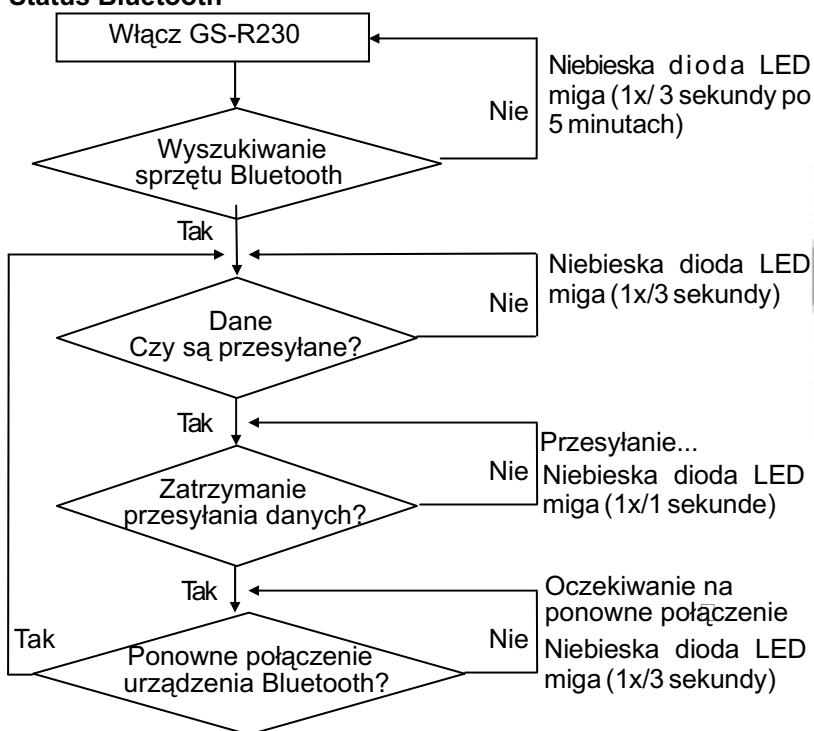 Status Bluetooth
Włącz GS-R230
Niebieska dioda LED
miga (1x/ 3 sekundy po
5 minutach)
Nie
Wyszukiwanie
sprzętu Bluetooth
Tak
Niebieska dioda LED
miga (1x/3 sekundy)
Nie
Dane
Czy są przesyłane?
Tak
Przesyłanie...
Nie
Niebieska dioda LED
miga (1x/1 sekunde)
Zatrzymanie
przesyłania danych?
Tak
Oczekiwanie na
ponowne połączenie
Tak
Nie
Niebieska dioda LED
miga (1x/3 sekundy)
Ponowne połączenie
urządzenia Bluetooth?